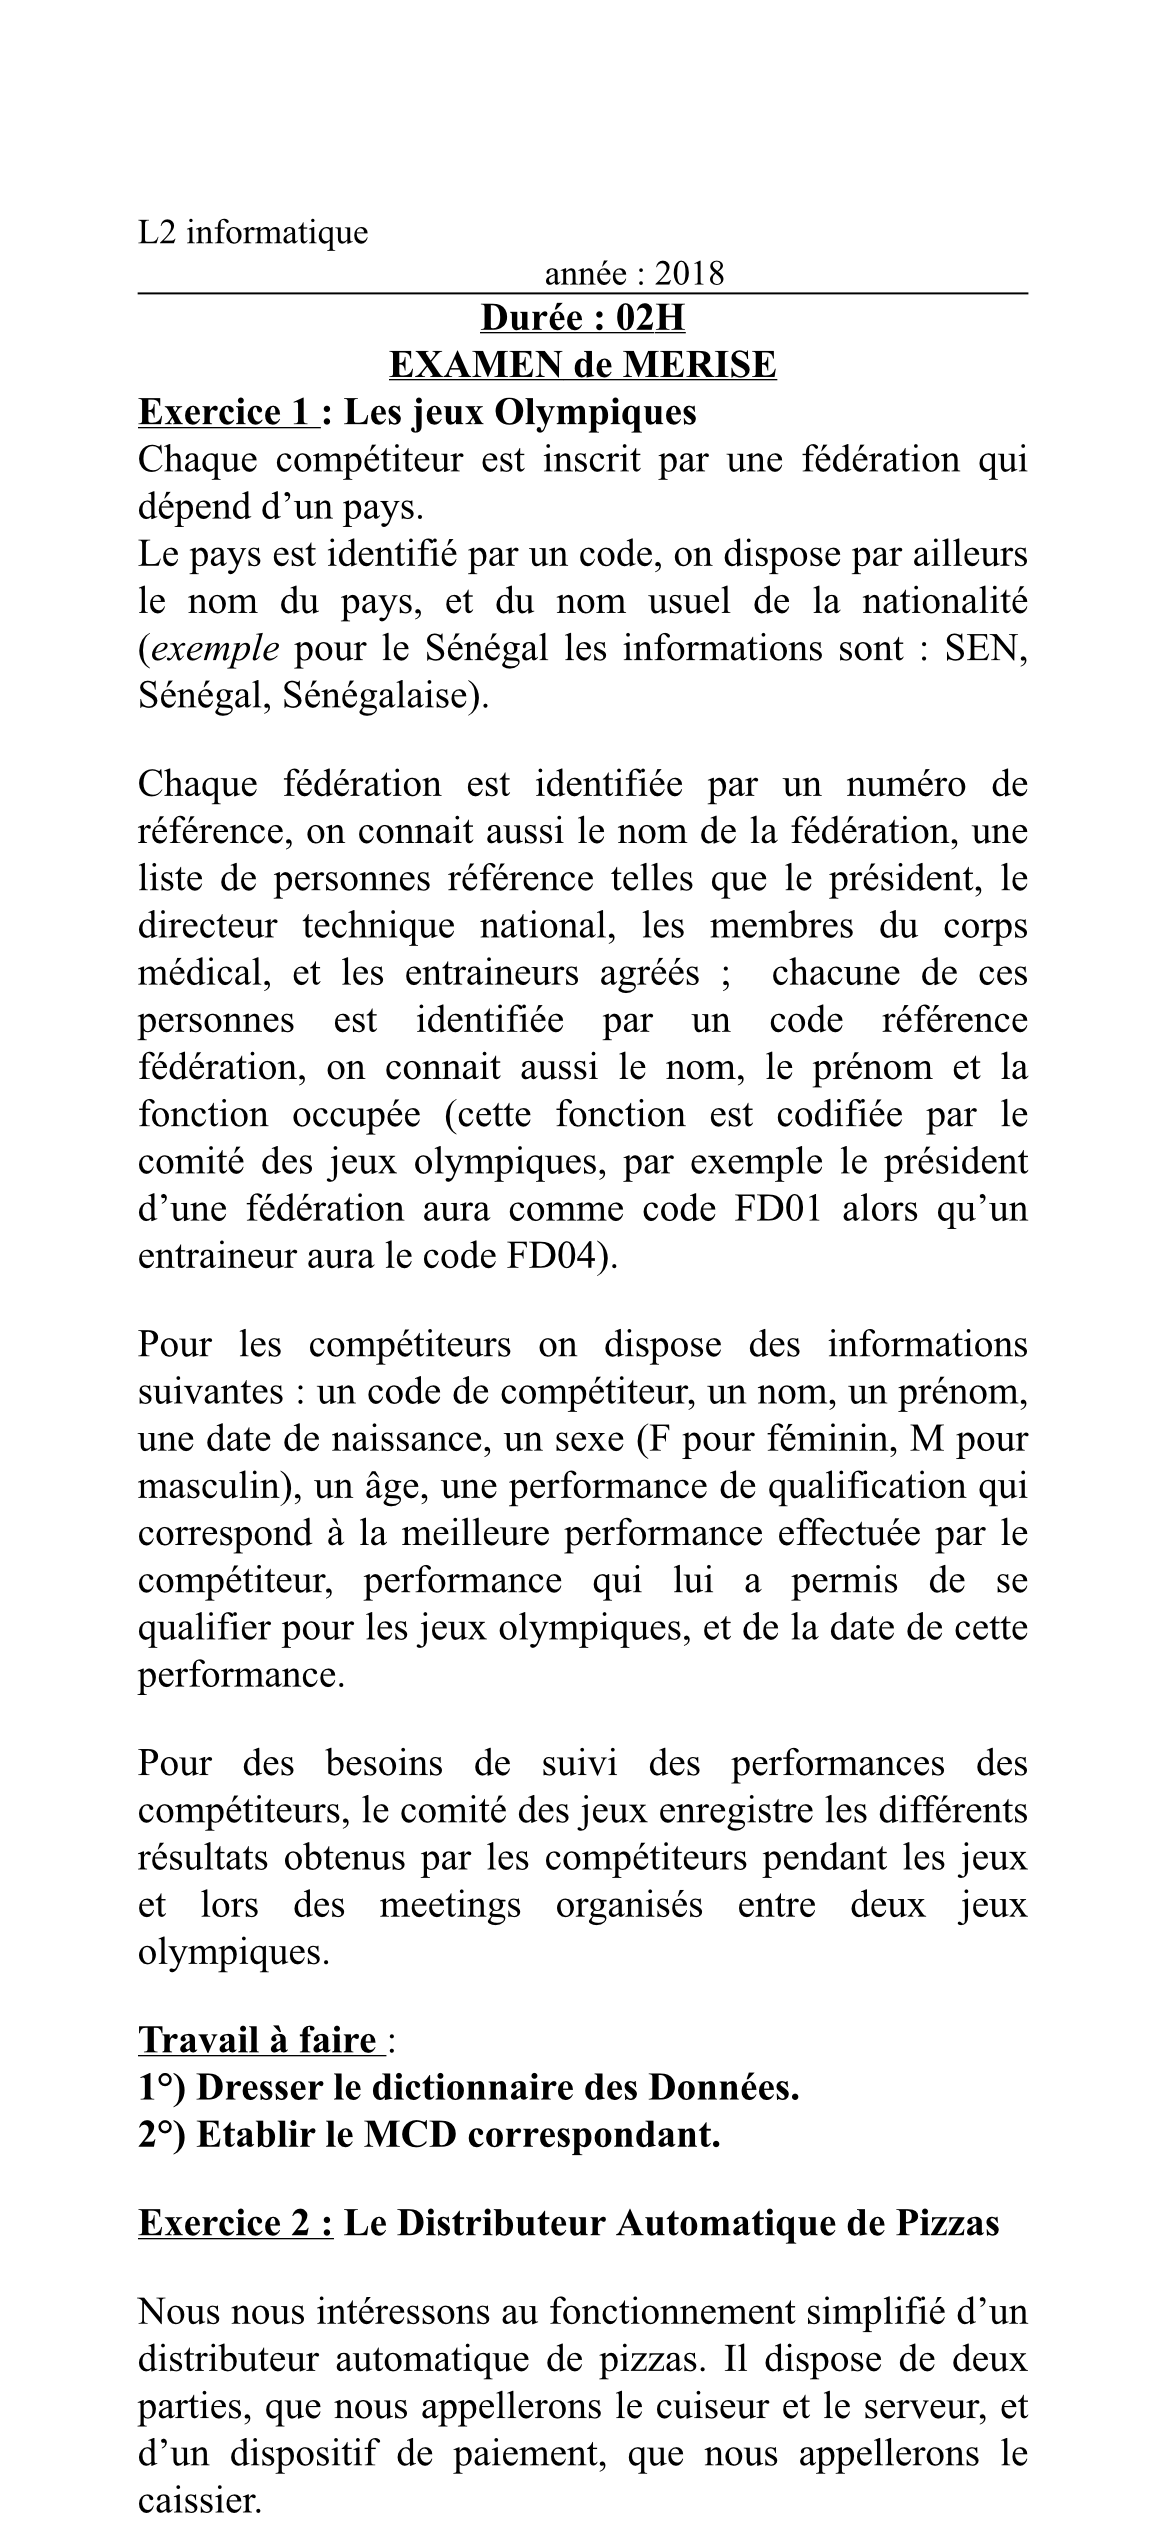 L2 informatique
année : 2018
Durée : 02H
EXAMEN de MERISE
Exercice 1 : Les jeux Olympiques
Chaque compétiteur est inscrit par une fédération qui
dépend d’un pays.
Le pays est identifié par un code, on dispose par ailleurs
le nom du pays, et du nom usuel de la nationalité
(exemple pour le Sénégal les informations sont : SEN,
Sénégal, Sénégalaise).
Chaque fédération est identifiée par un numéro de
référence, on connait aussi le nom de la fédération, une
liste de personnes référence telles que le président, le
directeur technique national, les membres du corps
médical, et les entraineurs agréés ; chacune de ces
personnes est identifiée par un code référence
fédération, on connait aussi le nom, le prénom et la
fonction occupée (cette fonction est codifiée par le
comité des jeux olympiques, par exemple le président
d’une fédération aura comme code FD01 alors qu’un
entraineur aura le code FD04).
Pour les compétiteurs on dispose des informations
suivantes : un code de compétiteur, un nom, un prénom,
une date de naissance, un sexe (F pour féminin, M pour
masculin), un âge, une performance de qualification qui
correspond à la meilleure performance effectuée par le
compétiteur, performance qui lui a permis de se
qualifier pour les jeux olympiques, et de la date de cette
performance.
Pour des besoins de suivi des performances des
compétiteurs, le comité des jeux enregistre les différents
résultats obtenus par les compétiteurs pendant les jeux
et lors des meetings organisés entre deux jeux
olympiques.
Travail à faire :
1°) Dresser le dictionnaire des Données.
2°) Etablir le MCD correspondant.
Exercice 2 : Le Distributeur Automatique de Pizzas
Nous nous intéressons au fonctionnement simplifié d’un
distributeur automatique de pizzas. Il dispose de deux
parties, que nous appellerons le cuiseur et le serveur, et
d’un dispositif de paiement, que nous appellerons le
caissier.